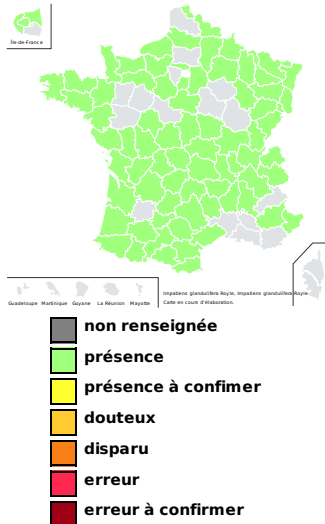 Île-de-France
Guadeloupe Martinique Guyane La Réunion Mayotte
Impatiens glandulifera Royle, Impatiens glandulifera Royle
Carte en cours d'élaboration.
non renseignée
présence
présence à confimer
douteux
disparu
erreur
erreur à confirmer